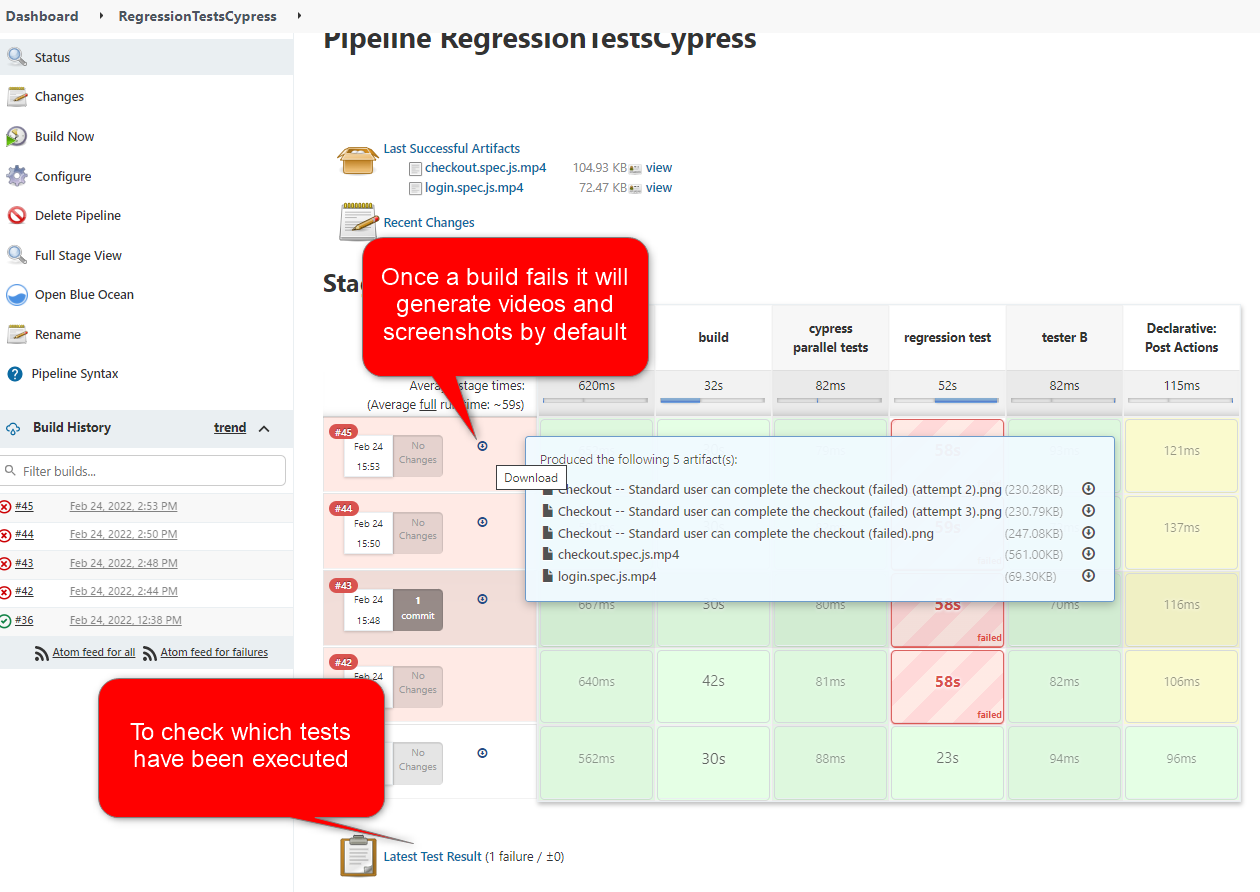 Dashboard
RegressionTestsCypress
Pipeline RegressionTestsCypress
Status
Changes
Build Now
Configure
Delete Pipeline
Full Stage View
Open Blue Ocean
Rename
Pipeline Syntax
Build History
trend
Filter builds...
#45 Feb 24, 2022, 2:53 PM
#44 Feb 24, 2022, 2:50 PM
#43 Feb 24, 2022, 2:48 PM
#42 Feb 24, 2022, 2:44 PM
#36 Feb 24, 2022, 12:38 PM
Atom feed for all Atom feed for failures
Last Successful Artifacts
checkout.spec.js.mp4 104.93 KB view
login.spec.js.mp4 72.47 KB view
Recent Changes
Once a build fails it will
generate videos and
screenshots by default
build
cypress
parallel tests
regression test
tester B
Declarative:
Post Actions
Average stage times:
(Average full run time: ~59s)
620ms 32s 82ms 52s 82ms 115ms
#45
Feb 24
15:53
No
Changes
58s
121ms
Download
Produced the following 5 artifact(s):
Checkout -- Standard user can complete the checkout (failed) (attempt 2).png (230.28KB)
Checkout -- Standard user can complete the checkout (failed) (attempt 3).png (230.79KB)
Checkout -- Standard user can complete the checkout (failed).png (247.08KB)
checkout.spec.js.mp4 (561.00KB)
login.spec.js.mp4 (69.30KB)
#44
Feb 24
15:50
No
Changes
137ms
#43
Feb 24
15:48
1
commit
667ms 30s 80ms 58s 70ms 116ms
failed
#42
Feb 24
No
Changes
640ms 42s 81ms 58s 82ms 106ms
failed
No
Changes
562ms 30s 88ms 23s 94ms 96ms
To check which tests
have been executed
Latest Test Result (1 failure / ±0)